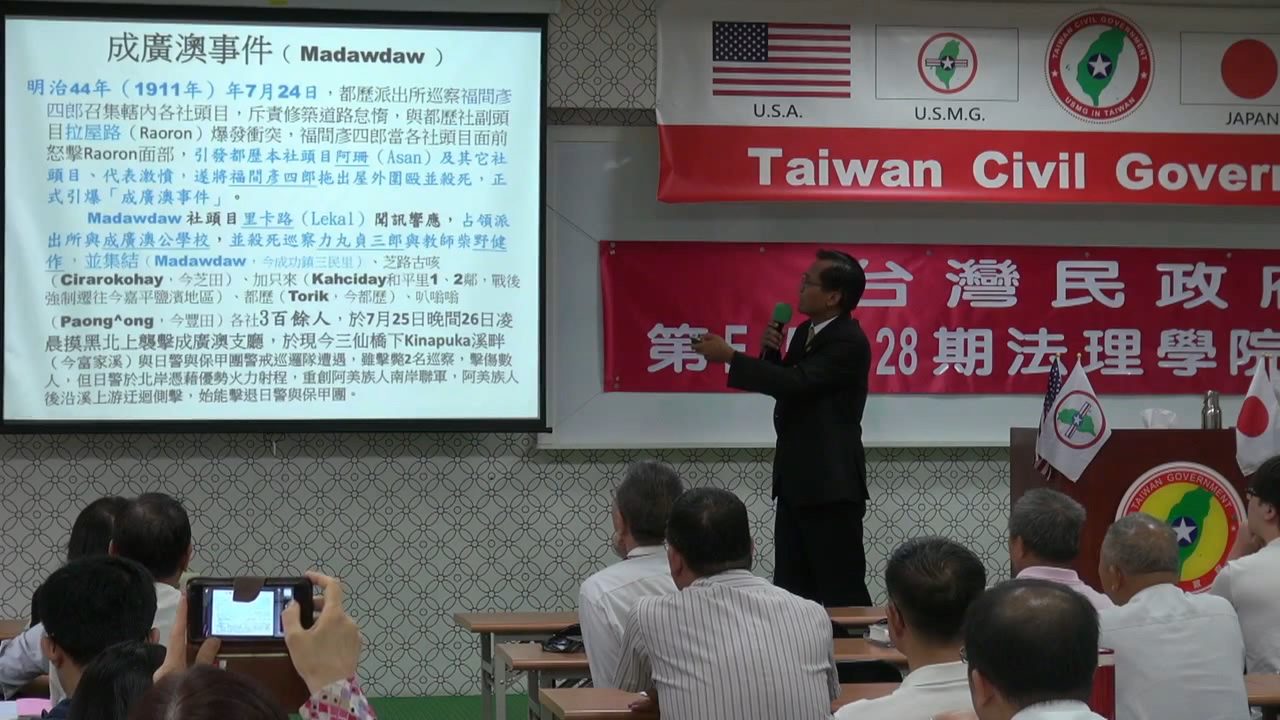 成廣澳事件（Madawdaw）
明治44年（1911年）年7月24日，都歷派出所巡察福間彥
四郎召集轄內各社頭目，斥責修築道路怠惰，與都歷社副頭
目拉屋路（Raoron）爆發衝突，福間彥四郎當各社頭目面前
怒擊Raoron面部，引發都歷本社頭目阿珊（Asan）及其它社
頭目、代表激憤，遂將福間彥四郎拖出屋外圍毆並殺死，正
式引爆「成廣澳事件」。
Madawdaw 社頭目里卡路（Lekal）聞訊響應，占領派
出所與成廣澳公學校，並殺死巡察力丸貞三郎與教師柴野健
作，並集結（Madawdaw，今成功鎮三民里）、芝路古咳
（Cirarokohay，今芝田）、加只來（Kahciday和平里1、2鄰，戰後
強制遷往今嘉平鹽濱地區）、都歷（Torik，今都歷）、叭嗡嗡
（Paong^ong，今豐田）各社3百餘人，於7月25日晚間26日凌
晨摸黑北上襲擊成廣澳支廳，於現今三仙橋下Kinapuka溪畔
（今富家溪）與日警與保甲團警戒巡邏隊遭遇，雖擊斃2名巡察，擊傷數
人，但日警於北岸憑藉優勢火力射程，重創阿美族人南岸聯軍，阿美族人
後沿溪上游迂迴側擊，始能擊退日警與保甲團。
U.S.A.
U.S.M.G.
TAIWAN CIVIL GOVERNMENT
USMG IN TAIWAN
JAPAN
Taiwan Civil Govern
台灣民政府
第 28期法理學院
TAIWAN GOVERNMENT